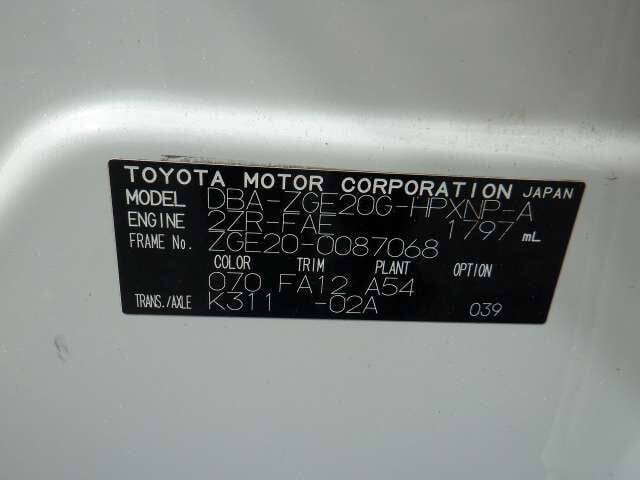 TOYOTA MOTOR CORPORATION JAPAN
MODEL DBA-ZGE20G-HPXNP-A
ENGINE 2ZR-FAE 1797 mL
FRAME No. ZGE20-0087068
COLOR TRIM PLANT OPTION
070 FA12 A54
TRANS./AXLE K311 -02A 039